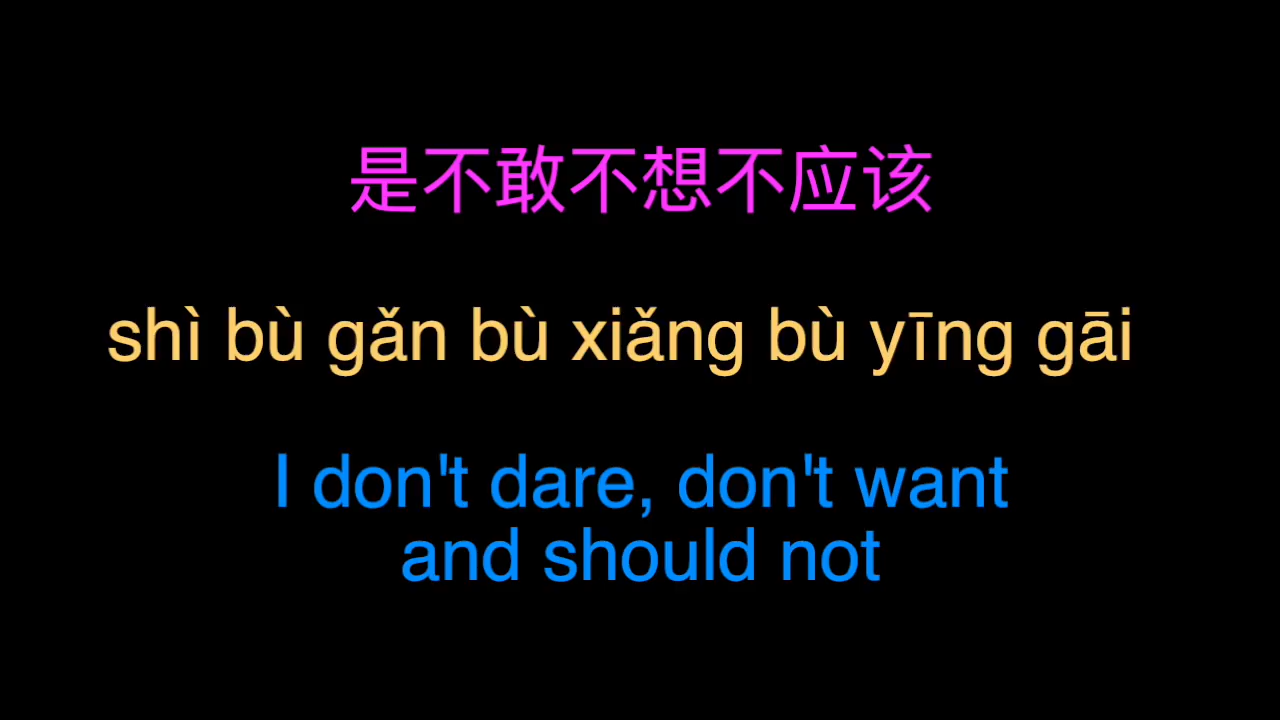 是不敢不想不应该
shì bù gǎn bù xiǎng bù yīng gāi
I don't dare, don't want
and should not